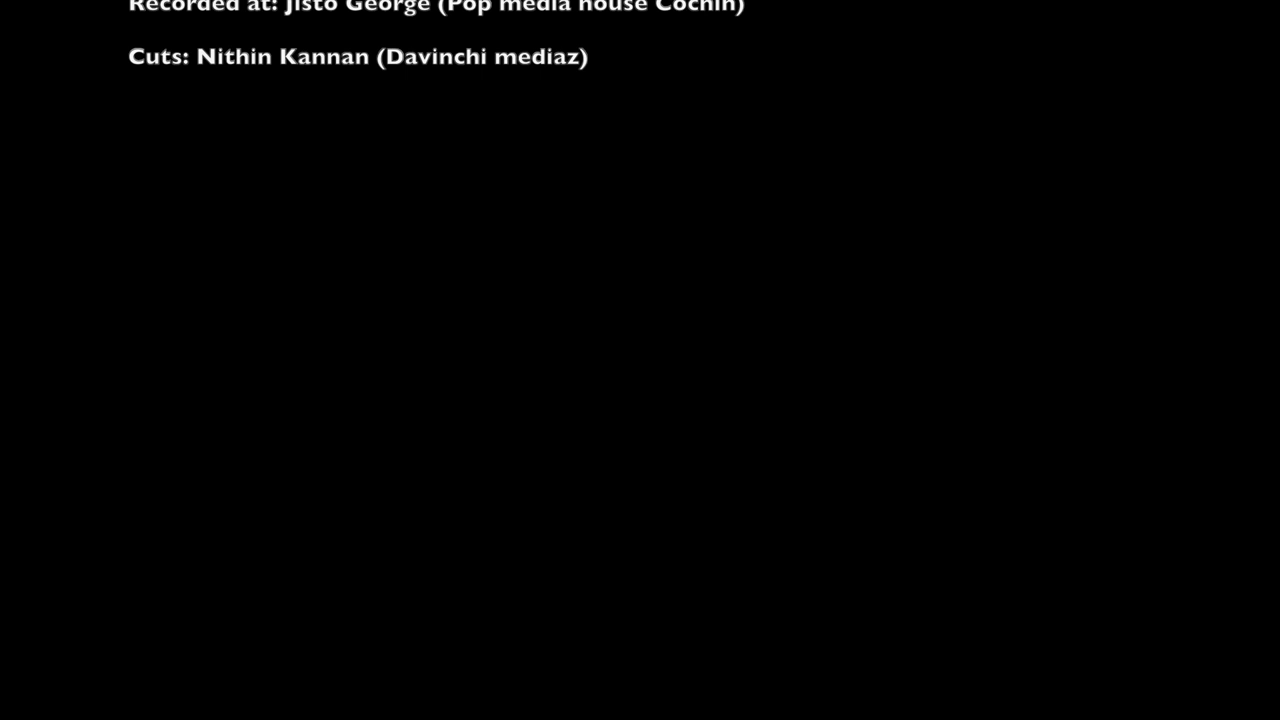 Recorded at: Jisto George (Pop media house Cochin)
Cuts: Nithin Kannan (Davinchi mediaz)